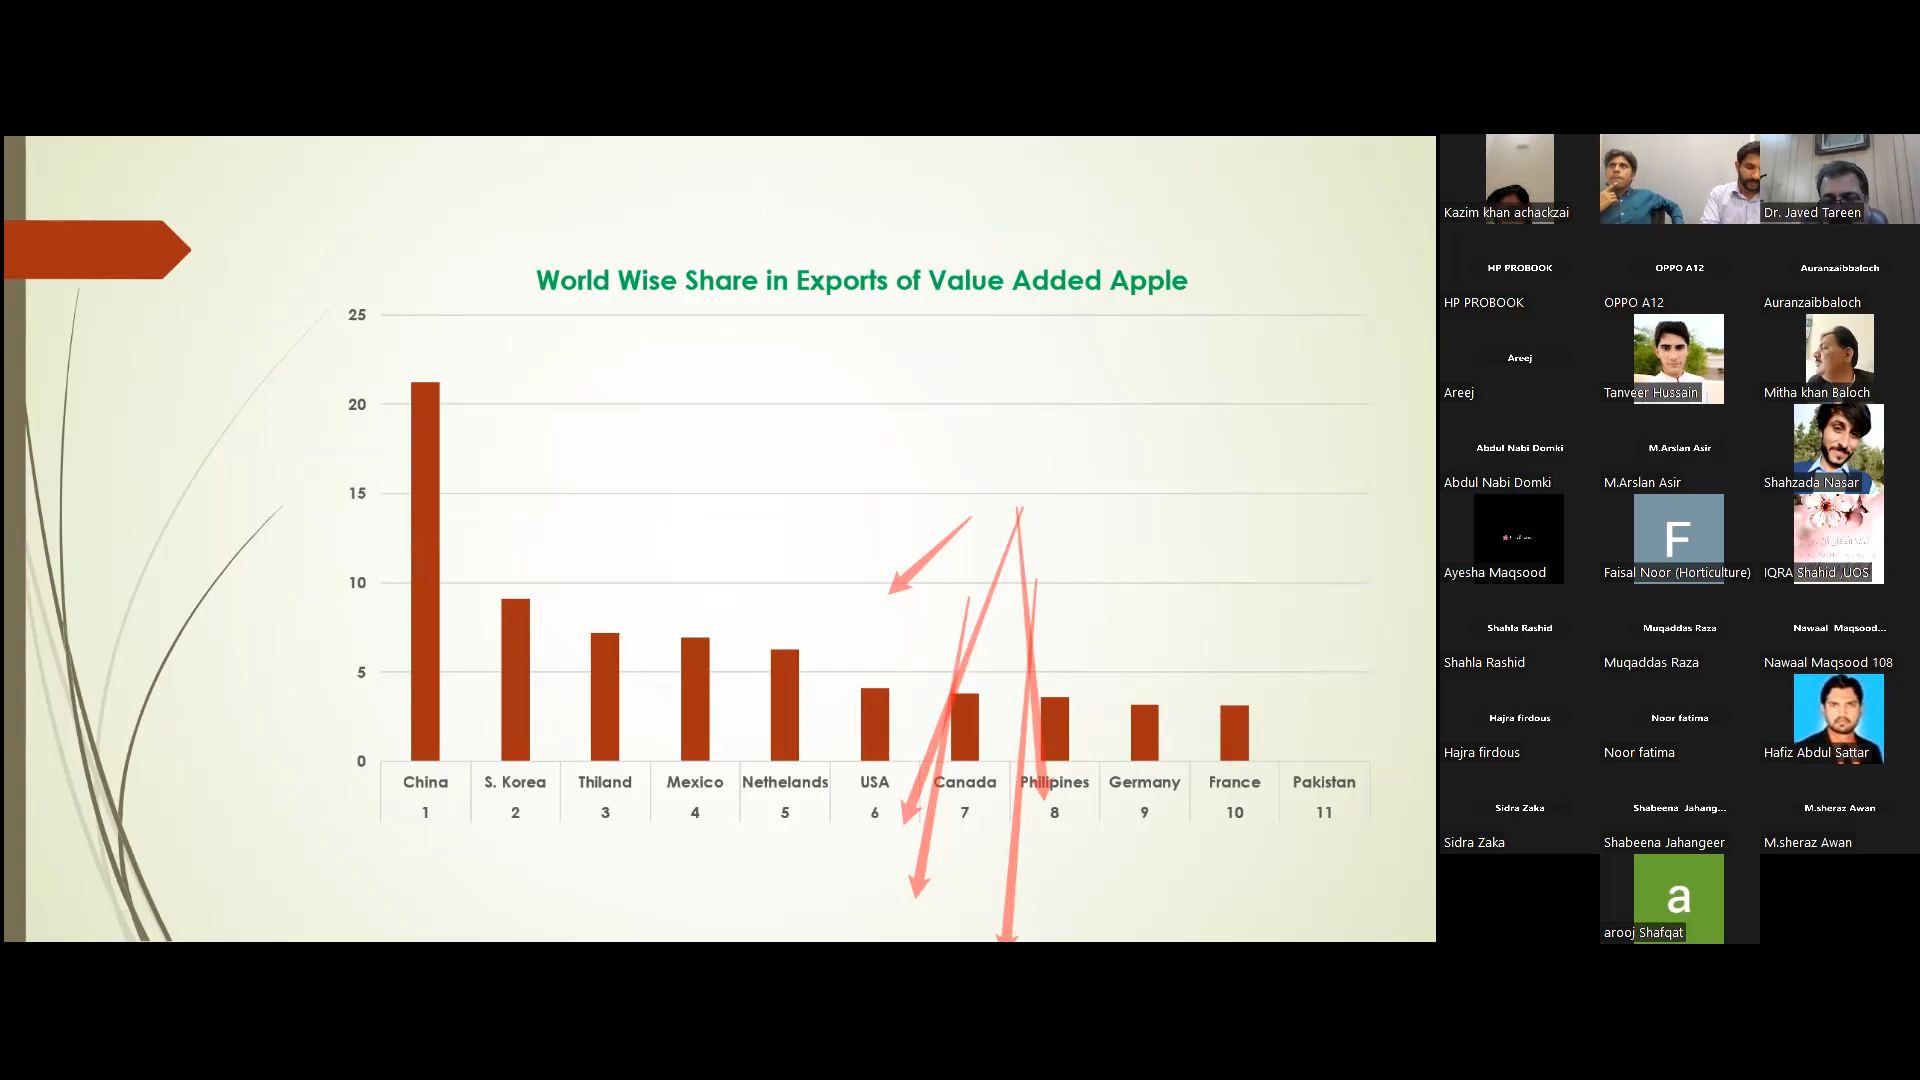 World Wise Share in Exports of Value Added Apple
25
20
15
10
5
0
China S. Korea Thiland Mexico Nethelands USA Canada Philipines Germany France Pakistan
1 2 3 4 5 6 7 8 9 10 11
Kazim khan achackzai
Dr. Javed Tareen
HP PROBOOK OPPO A12 Auranzaibbaloch
HP PROBOOK OPPO A12 Auranzaibbaloch
Areej
Areej Tanveer Hussain Mitha khan Baloch
Abdul Nabi Domki M.Arslan Asir
Abdul Nabi Domki M.Arslan Asir Shahzada Nasar
F
Ayesha Maqsood Faisal Noor (Horticulture) IQRA Shahid ,UOS
Shahla Rashid Muqaddas Raza Nawaal Maqsood...
Shahla Rashid Muqaddas Raza Nawaal Maqsood 108
Hajra firdous Noor fatima
Hajra firdous Noor fatima Hafiz Abdul Sattar
Sidra Zaka Shabeena Jahang... M.sheraz Awan
Sidra Zaka Shabeena Jahangeer M.sheraz Awan
a
arooj Shafqat